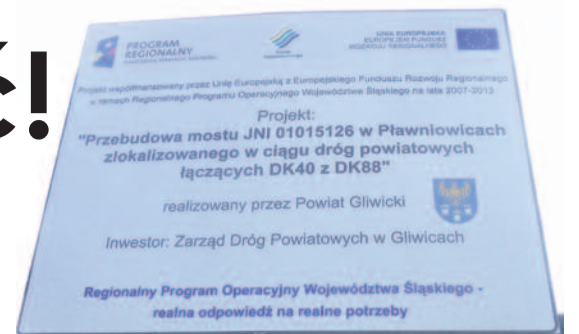 Ć!
PROGRAM
REGIONALNY
UNIA EUROPEJSKA
EUROPEJSKI FUNDUSZ
ROZWOJU REGIONALNEGO
Projekt współfinansowany przez Unię Europejską z Europejskiego Funduszu Rozwoju Regionalnego
w ramach Regionalnego Programu Operacyjnego Województwa Śląskiego na lata 2007-2013
Projekt:
"Przebudowa mostu JNI 01015126 w Pławniowicach
zlokalizowanego w ciągu dróg powiatowych
łączących DK40 z DK88"
realizowany przez Powiat Gliwicki
Inwestor: Zarząd Dróg Powiatowych w Gliwicach
Regionalny Program Operacyjny Województwa Śląskiego -
realna odpowiedź na realne potrzeby